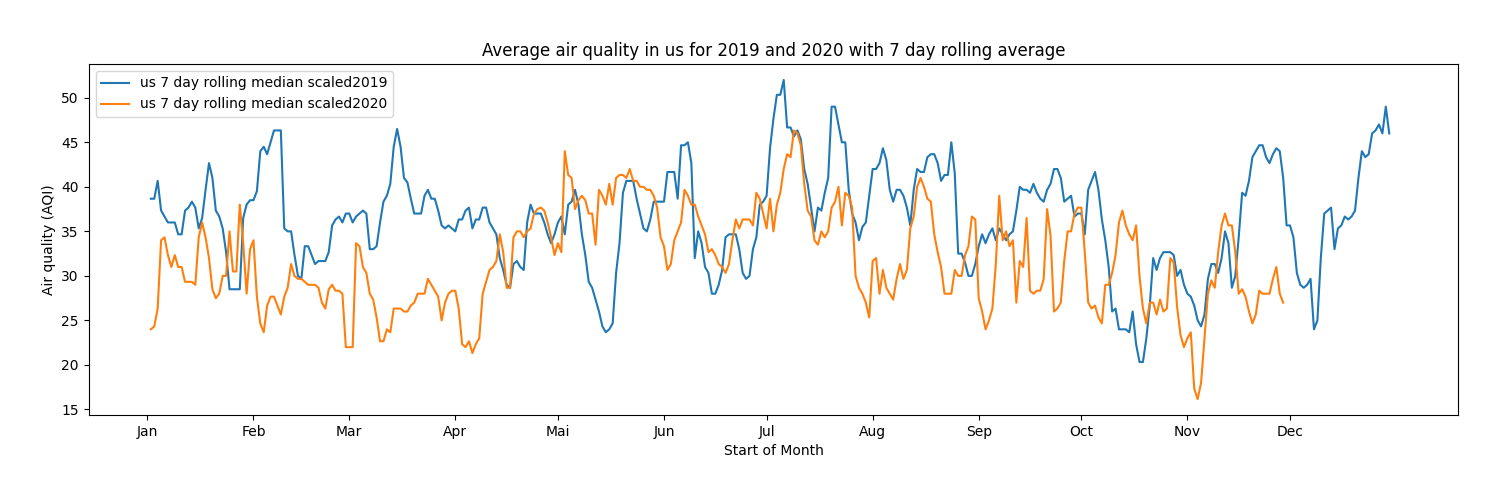 Average air quality in us for 2019 and 2020 with 7 day rolling average
us 7 day rolling median scaled2019
us 7 day rolling median scaled2020
Air quality (AQI)
50
45
40
35
30
25
20
15
Jan Feb Mar Apr Mai Jun Jul Aug Sep Oct Nov Dec
Start of Month